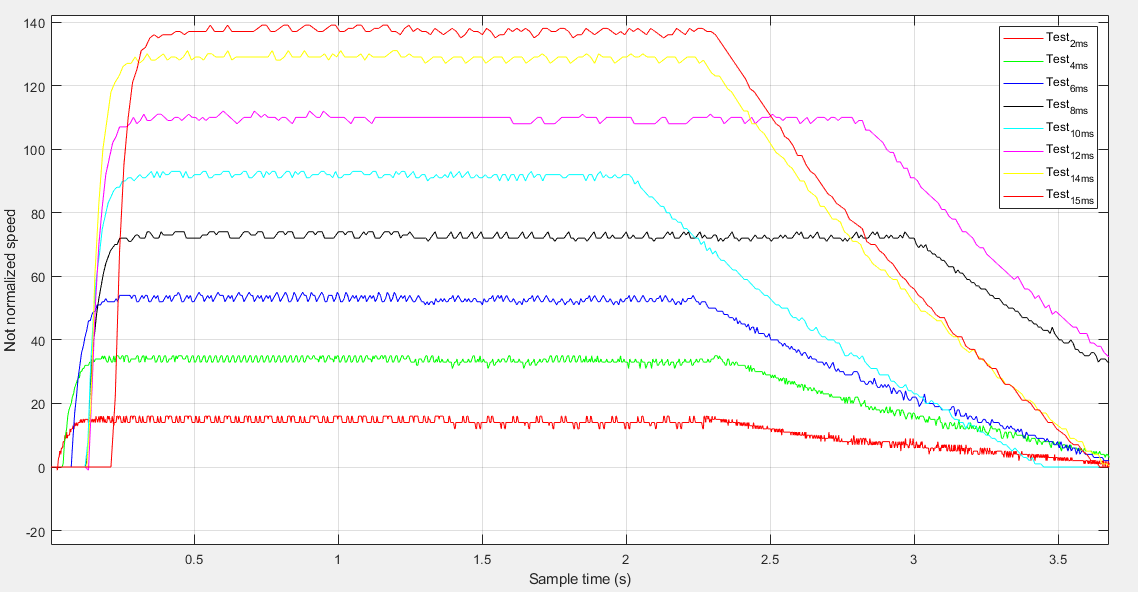 140
120
100
80
60
40
20
0
-20
Not normalized speed
0.5
1
1.5
2
2.5
3
3.5
Sample time (s)
Test2ms
Test4ms
Test6ms
Test8ms
Test10ms
Test12ms
Test14ms
Test15ms